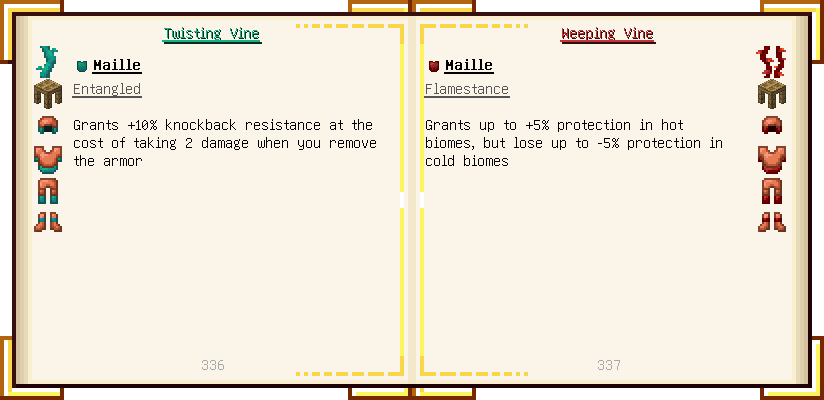 Twisting Vine
Maille
Entangled
Grants +10% knockback resistance at the
cost of taking 2 damage when you remove
the armor
336
Weeping Vine
Maille
Flamestance
Grants up to +5% protection in hot
biomes, but lose up to -5% protection in
cold biomes
337